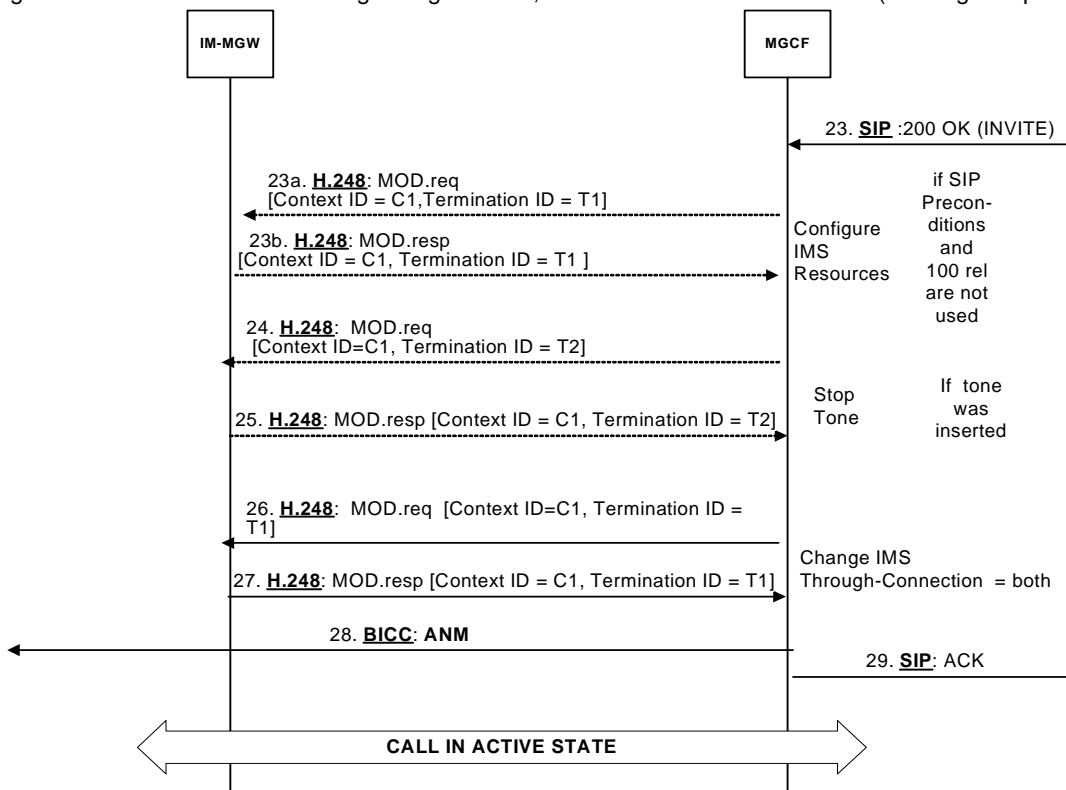 IM-MGW
MGCF
23. SIP :200 OK (INVITE)
23a. H.248: MOD.req
[Context ID = C1,Termination ID = T1]
if SIP
Precon-
ditions
and
100 rel
are not
used
Configure
IMS
Resources
23b. H.248: MOD.resp
[Context ID = C1, Termination ID = T1 ]
24. H.248: MOD.req
[Context ID=C1, Termination ID = T2]
Stop
Tone
If tone
was
inserted
25. H.248: MOD.resp [Context ID = C1, Termination ID = T2]
26. H.248: MOD.req [Context ID=C1, Termination ID =
T1]
Change IMS
Through-Connection = both
27. H.248: MOD.resp [Context ID = C1, Termination ID = T1]
28. BICC: ANM
29. SIP: ACK
CALL IN ACTIVE STATE